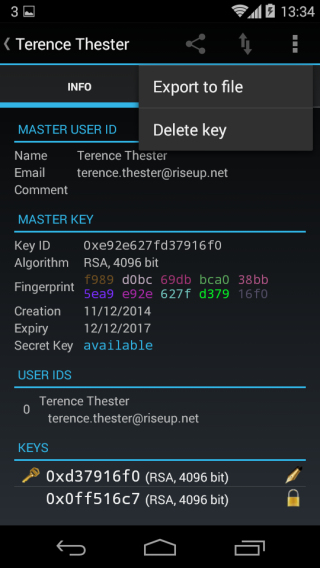 3 13:34
Terence Thester
INFO
Export to file
Delete key
MASTER USER ID
Name Terence Thester
Email terence.thester@riseup.net
Comment
MASTER KEY
Key ID 0xe92e627fd37916f0
Algorithm RSA, 4096 bit
Fingerprint f989 d0bc 69db bca0 38bb
5ea9 e92e 627f d379 16f0
Creation 11/12/2014
Expiry 12/12/2017
Secret Key available
USER IDS
0 Terence Thester
terence.thester@riseup.net
KEYS
0xd37916f0 (RSA, 4096 bit)
0x0ff516c7 (RSA, 4096 bit)